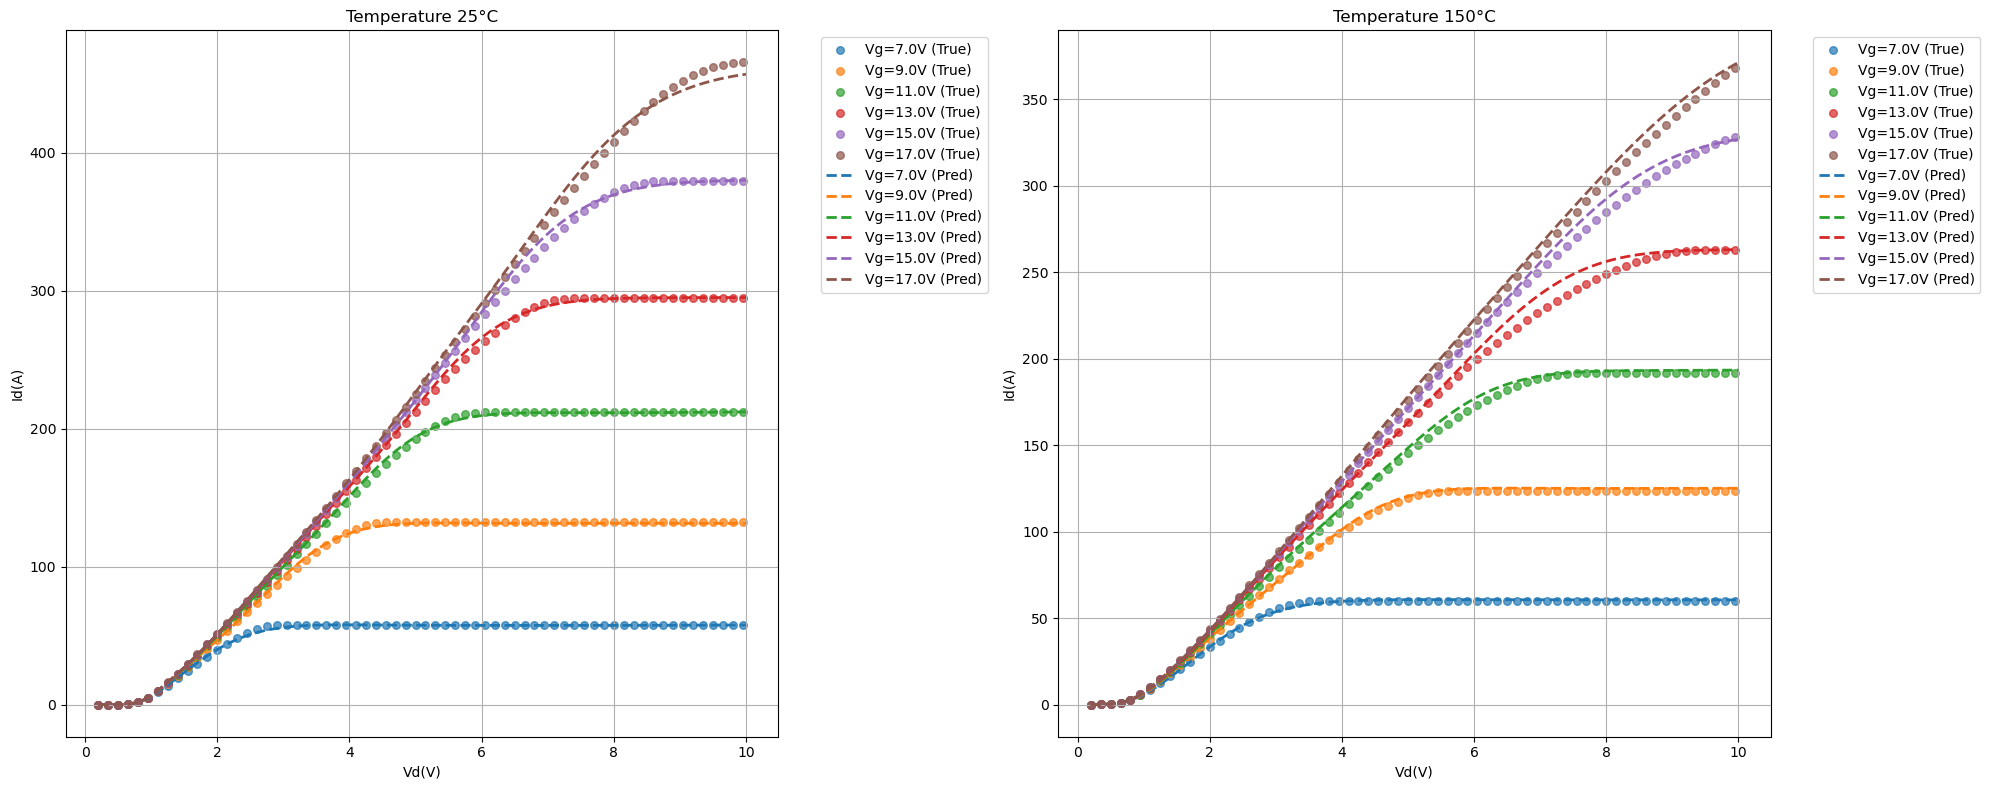 Temperature 25°C
400
300
200
100
0
Id(A)
0
2
4
6
8
10
Vd(V)
Vg=7.0V (True)
Vg=9.0V (True)
Vg=11.0V (True)
Vg=13.0V (True)
Vg=15.0V (True)
Vg=17.0V (True)
Vg=7.0V (Pred)
Vg=9.0V (Pred)
Vg=11.0V (Pred)
Vg=13.0V (Pred)
Vg=15.0V (Pred)
Vg=17.0V (Pred)
Temperature 150°C
350
300
250
200
150
100
50
0
Id(A)
0
2
4
6
8
10
Vd(V)
Vg=7.0V (True)
Vg=9.0V (True)
Vg=11.0V (True)
Vg=13.0V (True)
Vg=15.0V (True)
Vg=17.0V (True)
Vg=7.0V (Pred)
Vg=9.0V (Pred)
Vg=11.0V (Pred)
Vg=13.0V (Pred)
Vg=15.0V (Pred)
Vg=17.0V (Pred)